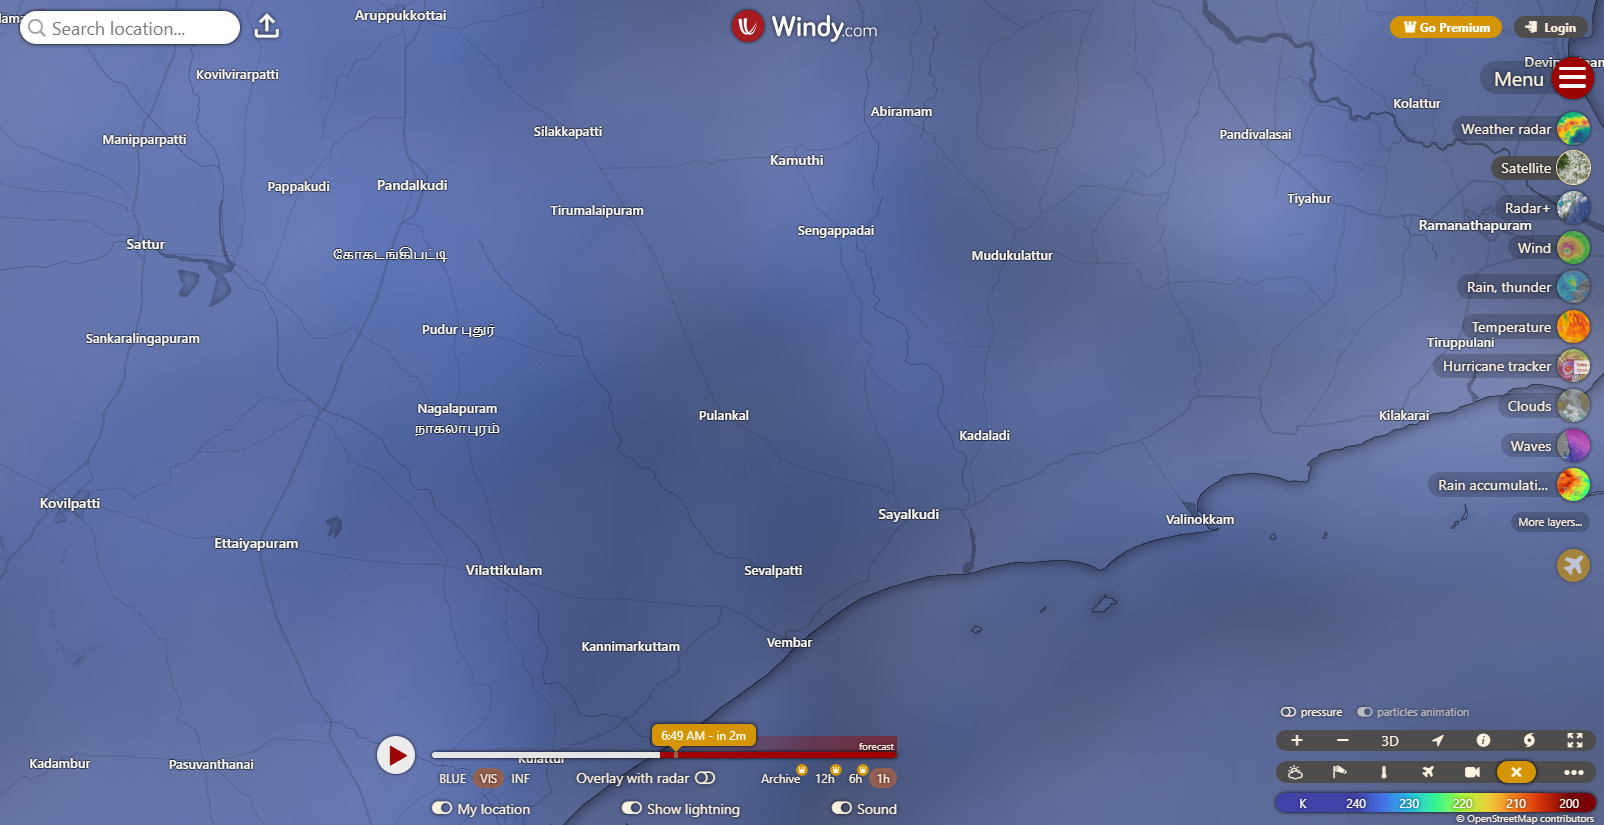 Aruppukkottai
Search location...
Windy.com
Go Premium
Login
Menu
Kovilvirarpatti
Kolattur
Abiramam
Manipparpatti
Silakkapatti
Pandivalasai
Weather radar
Kamuthi
Satellite
Pappakudi
Pandalkudi
Tirumalaipuram
Tiyahur
Radar+
Sengappadai
Ramanathapuram
Sattur
கோகடங்கிபட்டி
Mudukulattur
Wind
Rain, thunder
Pudur புதூர்
Temperature
Sankaralingapuram
Tiruppulani
Hurricane tracker
Nagalapuram
நாகலாபுரம்
Pulankal
Kadaladi
Kilakarai
Clouds
Waves
Rain accumulati...
Kovilpatti
Sayalkudi
Valinokkam
More layers...
Ettaiyapuram
Vilattikulam
Sevalpatti
Kannimarkuttam
Vembar
pressure
particles animation
6:49 AM - in 2m
forecast
3D
Kadambur
Pasuvanthanai
Kulattur
BLUE VIS INF
Overlay with radar
Archive 12h 6h 1h
My location
Show lightning
Sound
K 240 230 220 210 200
© OpenStreetMap contributors